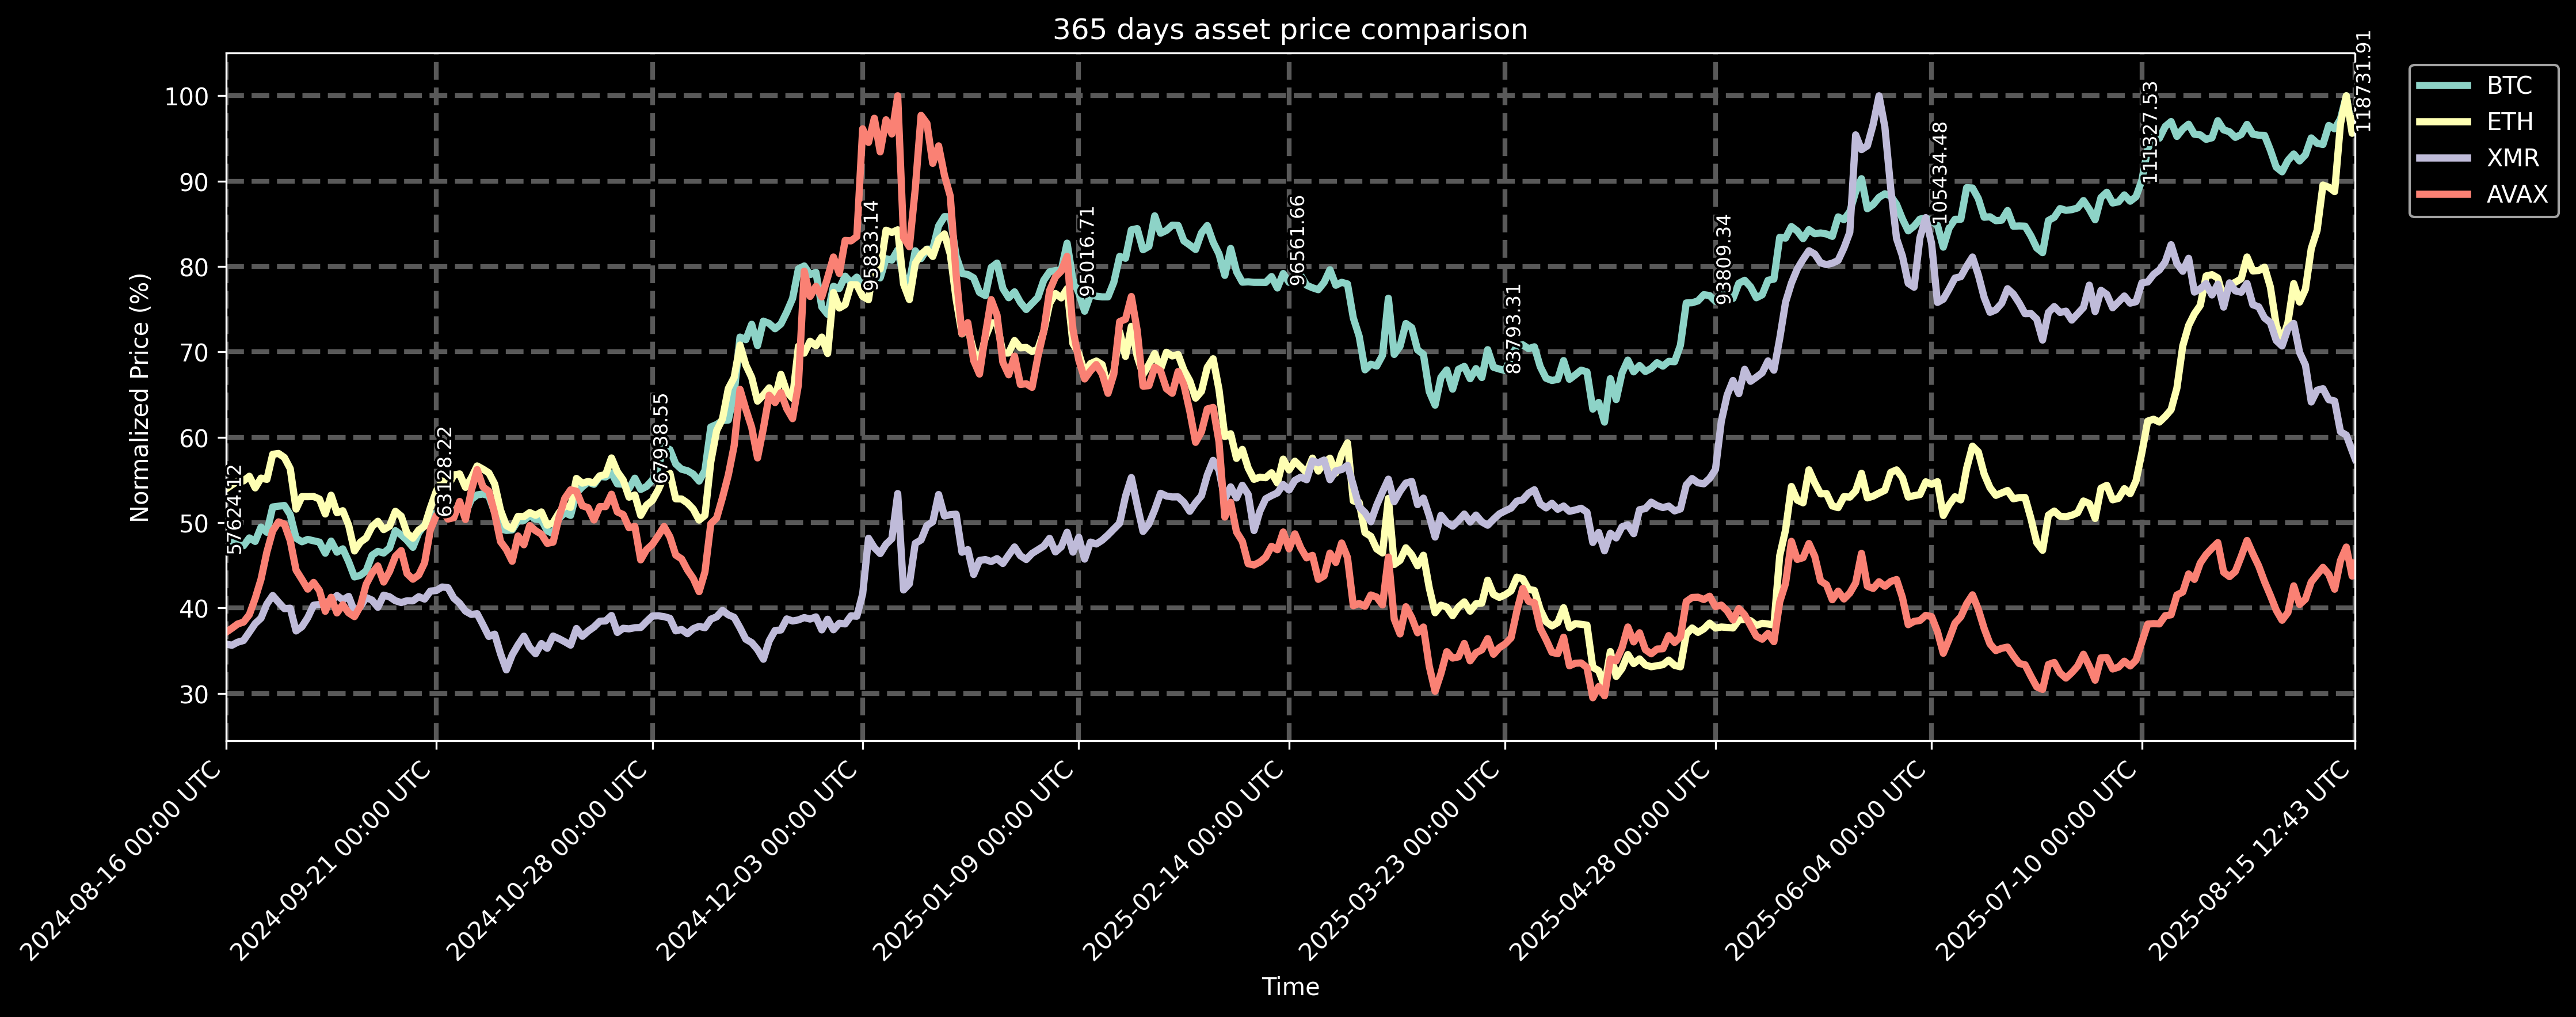 365 days asset price comparison
Normalized Price (%)
100
90
80
70
60
50
40
30
57624.12
63128.22
67938.55
95833.14
95016.71
96561.66
83793.31
93809.34
105434.48
111327.53
118731.91
BTC
ETH
XMR
AVAX
2024-08-16 00:00 UTC
2024-09-21 00:00 UTC
2024-10-28 00:00 UTC
2024-12-03 00:00 UTC
2025-01-09 00:00 UTC
2025-02-14 00:00 UTC
2025-03-23 00:00 UTC
2025-04-28 00:00 UTC
2025-06-04 00:00 UTC
2025-07-10 00:00 UTC
2025-08-15 12:43 UTC
Time